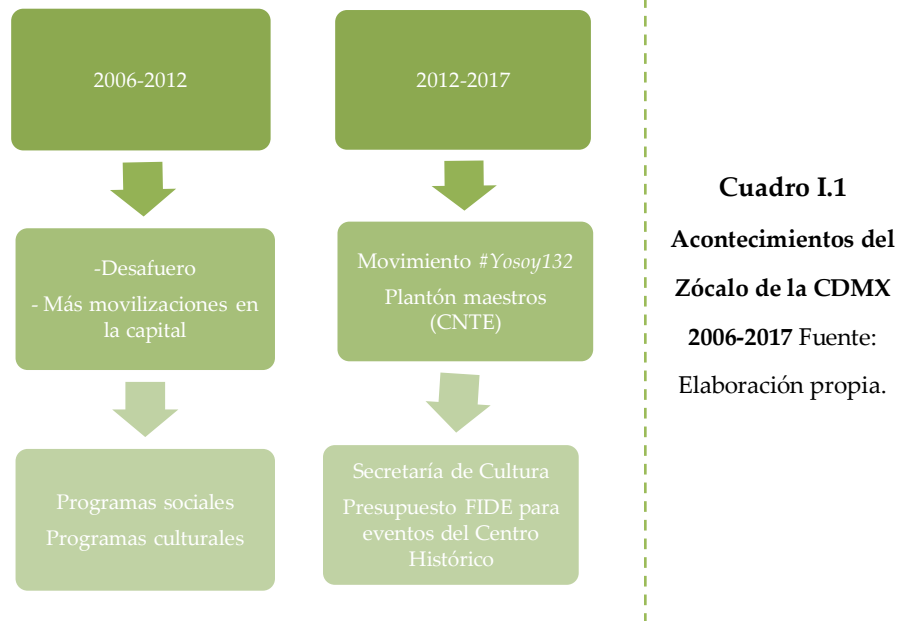 2006-2012
-Desafuero
- Más movilizaciones en
la capital
Programas sociales
Programas culturales
2012-2017
Movimiento #Yosoy132
Plantón maestros
(CNTE)
Secretaría de Cultura
Presupuesto FIDE para
eventos del Centro
Histórico
Cuadro I.1
Acontecimientos del
Zócalo de la CDMX
2006-2017 Fuente:
Elaboración propia.